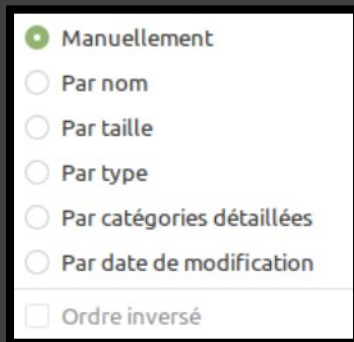 Manuellement
Par nom
Par taille
Par type
Par catégories détaillées
Par date de modification
Ordre inversé